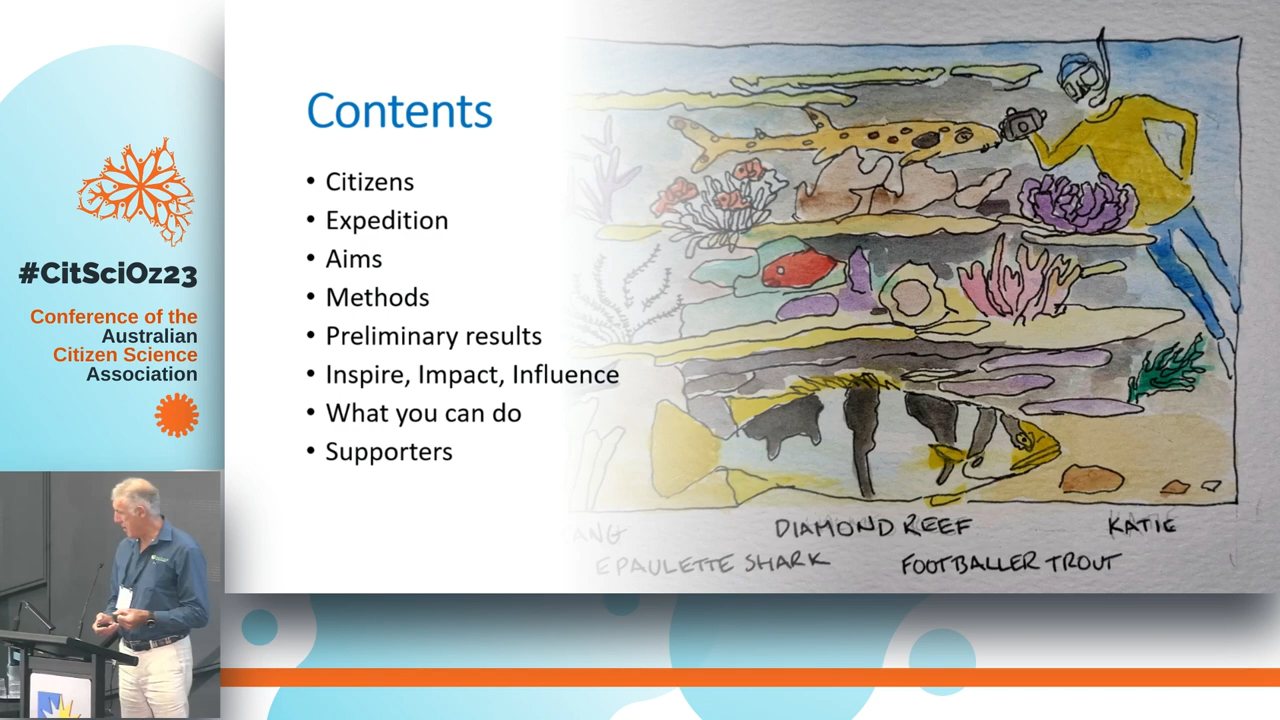 #CitSciOz23
Conference of the
Australian
Citizen Science
Association
Contents
• Citizens
• Expedition
• Aims
• Methods
• Preliminary results
• Inspire, Impact, Influence
• What you can do
• Supporters
DIAMOND REEF
KATIE
EPAULETTE SHARK
FOOTBALLER TROUT